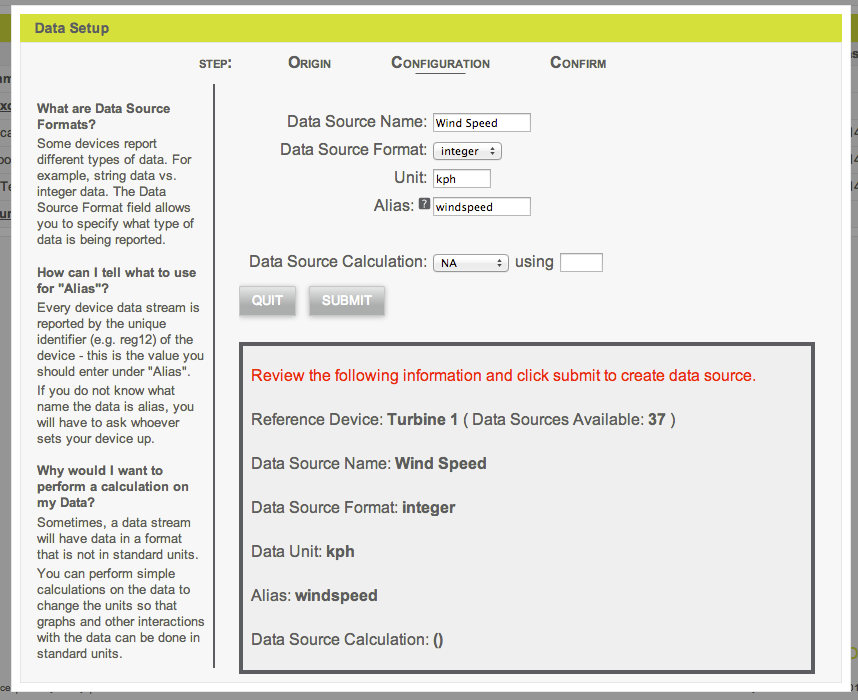 Data Setup
STEP: ORIGIN CONFIGURATION CONFIRM
What are Data Source
Formats?
Some devices report
different types of data. For
example, string data vs.
integer data. The Data
Source Format field allows
you to specify what type of
data is being reported.
How can I tell what to use
for "Alias"?
Every device data stream is
reported by the unique
identifier (e.g. reg12) of the
device - this is the value you
should enter under "Alias".
If you do not know what
name the data is alias, you
will have to ask whoever
sets your device up.
Why would I want to
perform a calculation on
my Data?
Sometimes, a data stream
will have data in a format
that is not in standard units.
You can perform simple
calculations on the data to
change the units so that
graphs and other interactions
with the data can be done in
standard units.
Data Source Name: Wind Speed
Data Source Format: integer
Unit: kph
Alias: ? windspeed
Data Source Calculation: NA using
QUIT SUBMIT
Review the following information and click submit to create data source.
Reference Device: Turbine 1 ( Data Sources Available: 37 )
Data Source Name: Wind Speed
Data Source Format: integer
Data Unit: kph
Alias: windspeed
Data Source Calculation: ()